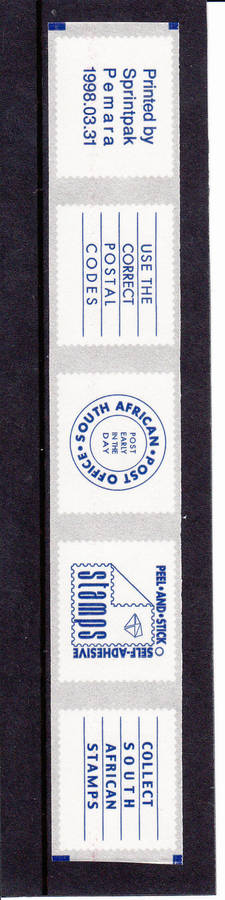 Printed by
Sprintpak
Pemara
1998.03.31
USE THE
CORRECT
POSTAL
CODES
SOUTH AFRICAN • POST OFFICE •
POST
EARLY
IN THE
DAY
PEEL•AND•STICK
stamps
SELF-ADHESIVE
COLLECT
SOUTH
AFRICAN
STAMPS